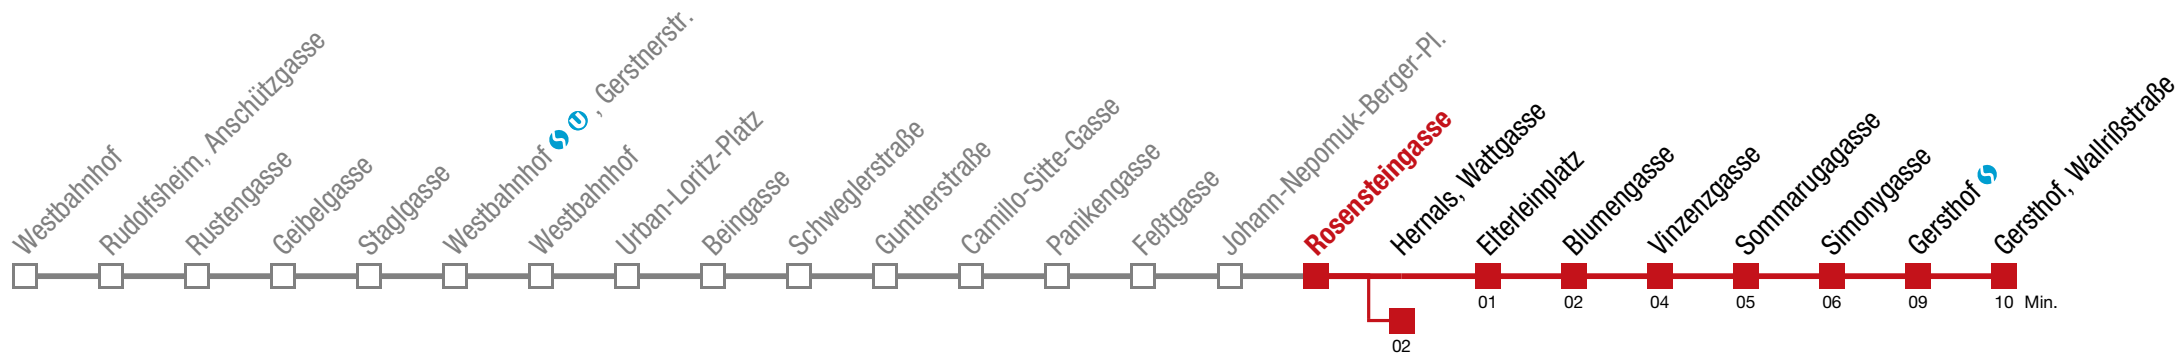 Westbahnhof
Rudolfsheim, Anschützgasse
Rustengasse
Geibelgasse
Staglgasse
Westbahnhof S U , Gerstnerstr.
Westbahnhof
Urban-Loritz-Platz
Beingasse
Schweglerstraße
Guntherstraße
Camillo-Sitte-Gasse
Panikengasse
Feßtgasse
Johann-Nepomuk-Berger-Pl.
Rosensteingasse
Hernals, Wattgasse
Elterleinplatz
Blumengasse
Vinzenzgasse
Sommarugagasse
Simonygasse
Gersthof S
Gersthof, Wallrißstraße
01 02 04 05 06 09 10 Min.
02